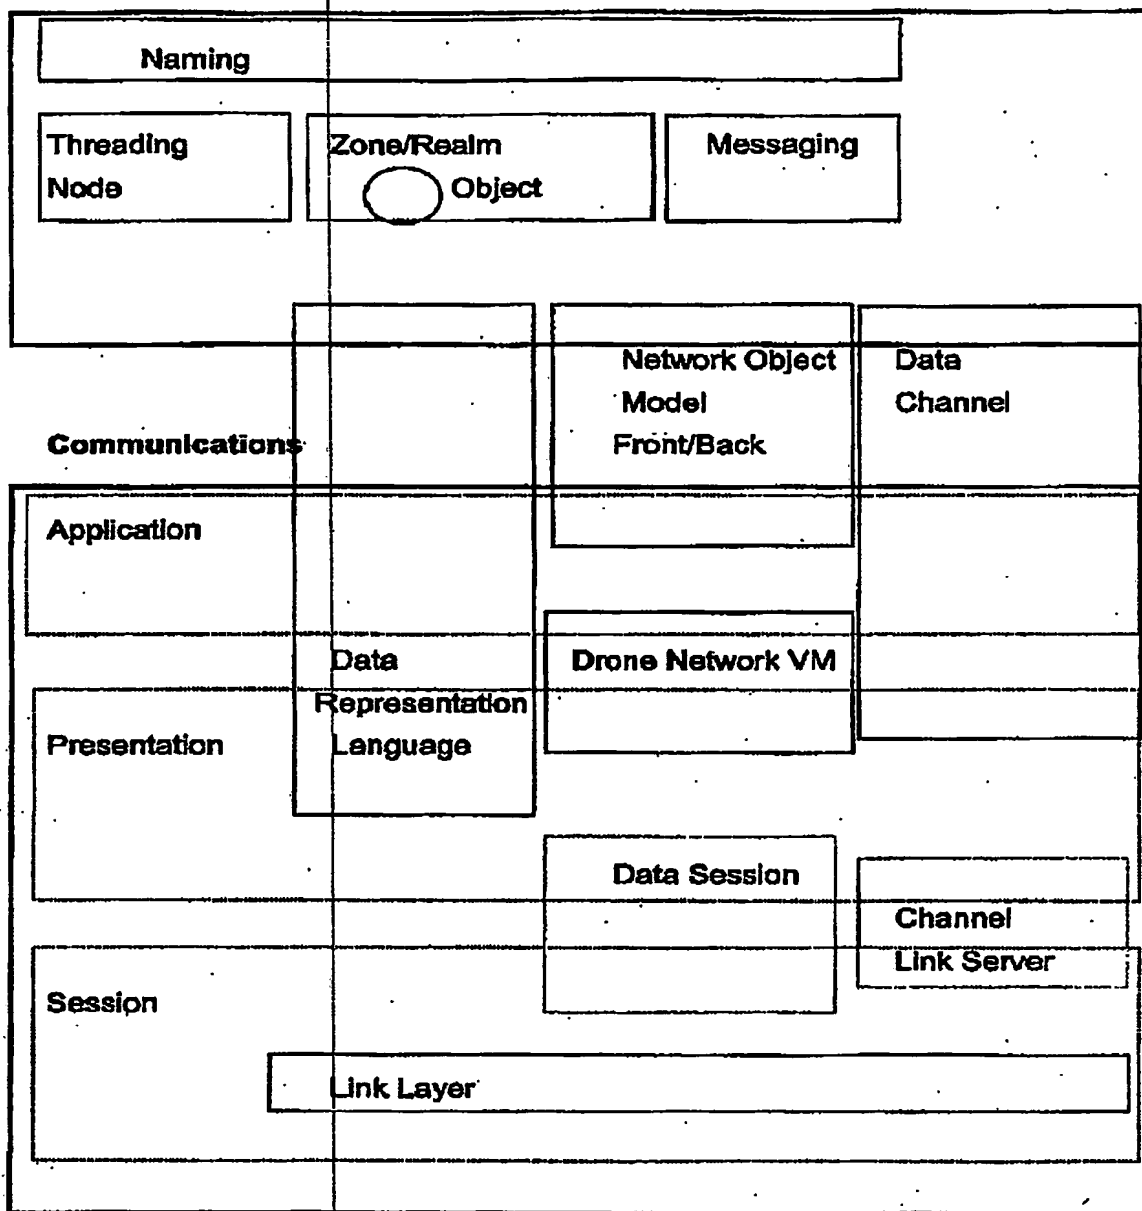 Naming
Threading
Node
Zone/Realm
Object
Messaging
Network Object
Model
Front/Back
Data
Channel
Communications
Application
Data
Representation
Language
Drone Network VM
Presentation
Data Session
Channel
Link Server
Session
Link Layer